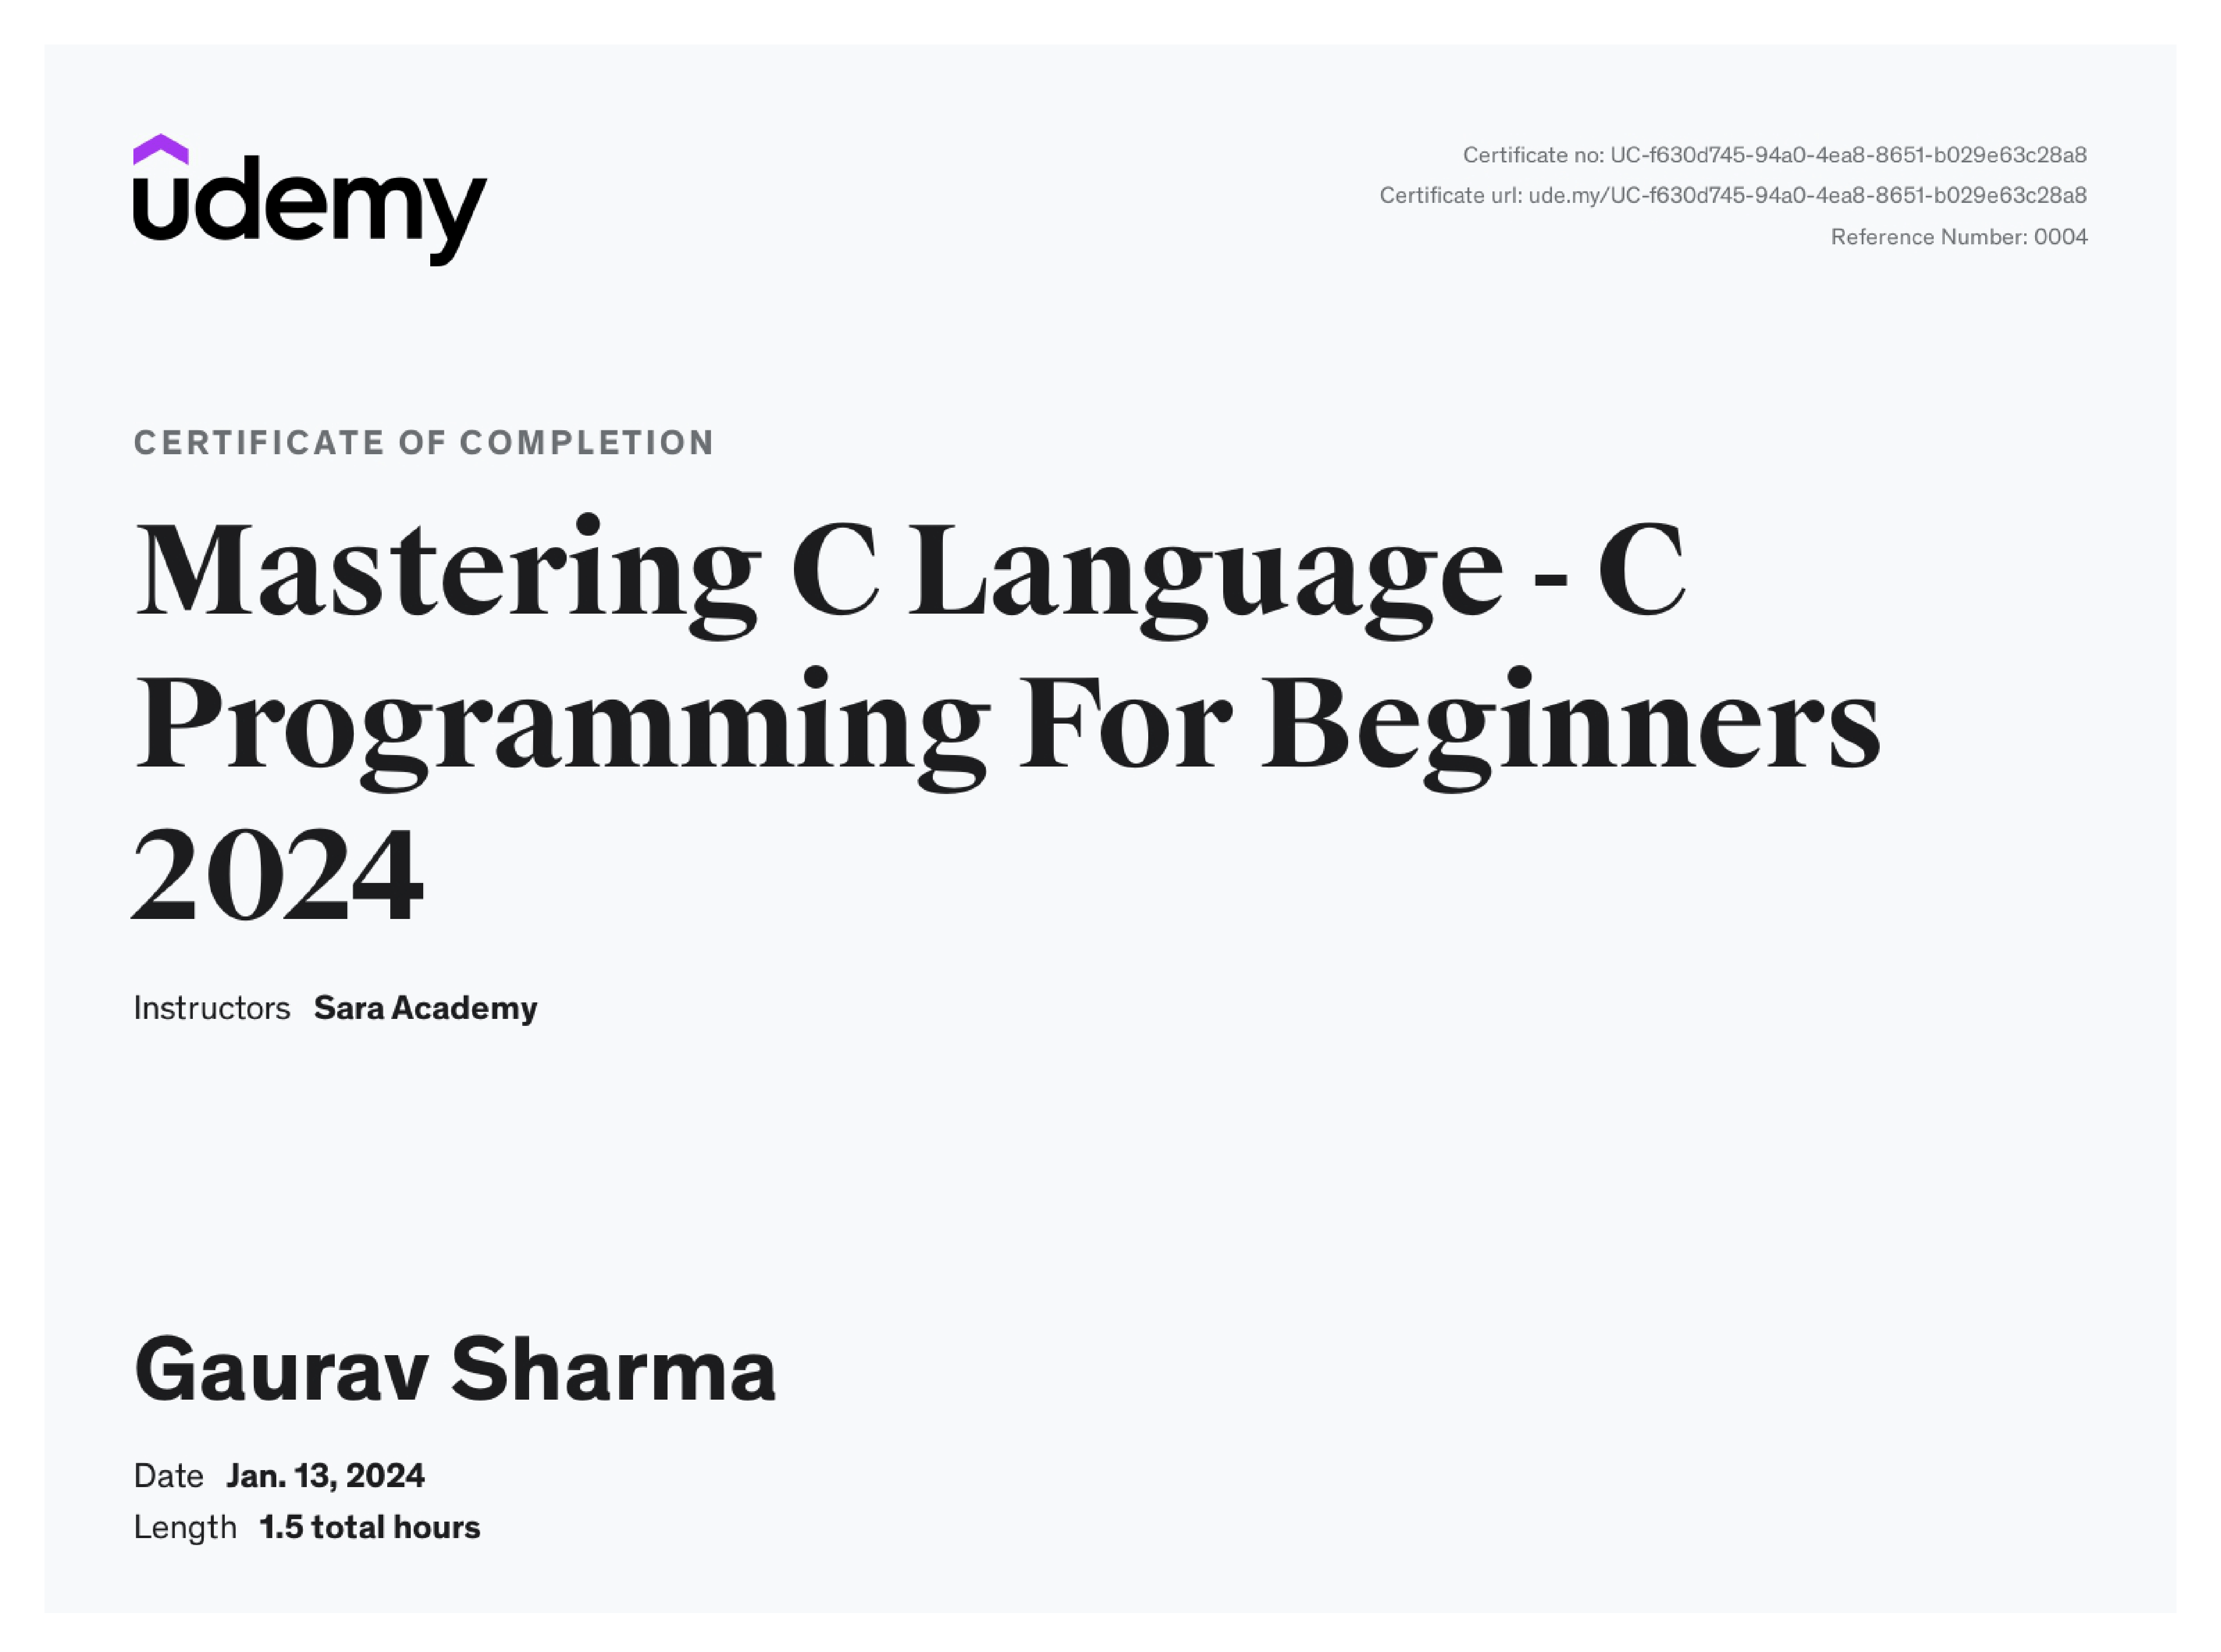 udemy
Certificate no: UC-f630d745-94a0-4ea8-8651-b029e63c28a8
Certificate url: ude.my/UC-f630d745-94a0-4ea8-8651-b029e63c28a8
Reference Number: 0004
CERTIFICATE OF COMPLETION
Mastering C Language - C
Programming For Beginners
2024
Instructors Sara Academy
Gaurav Sharma
Date Jan. 13, 2024
Length 1.5 total hours